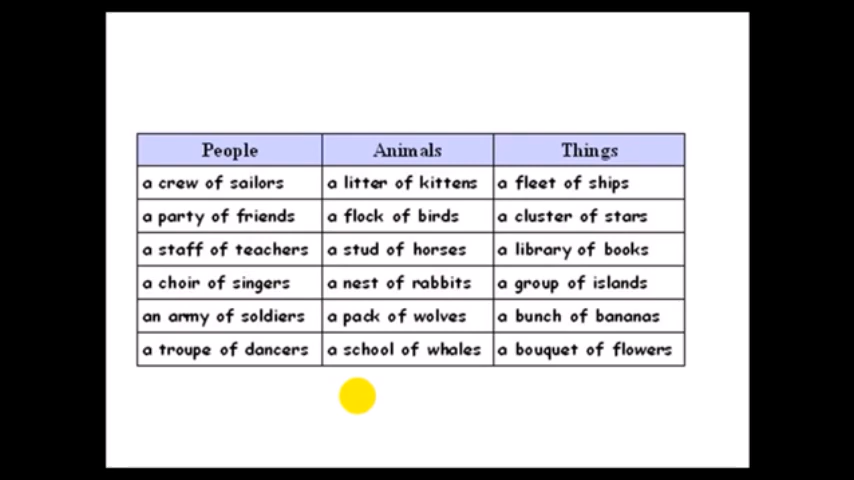 People Animals Things
a crew of sailors a litter of kittens a fleet of ships
a party of friends a flock of birds a cluster of stars
a staff of teachers a stud of horses a library of books
a choir of singers a nest of rabbits a group of islands
an army of soldiers a pack of wolves a bunch of bananas
a troupe of dancers a school of whales a bouquet of flowers